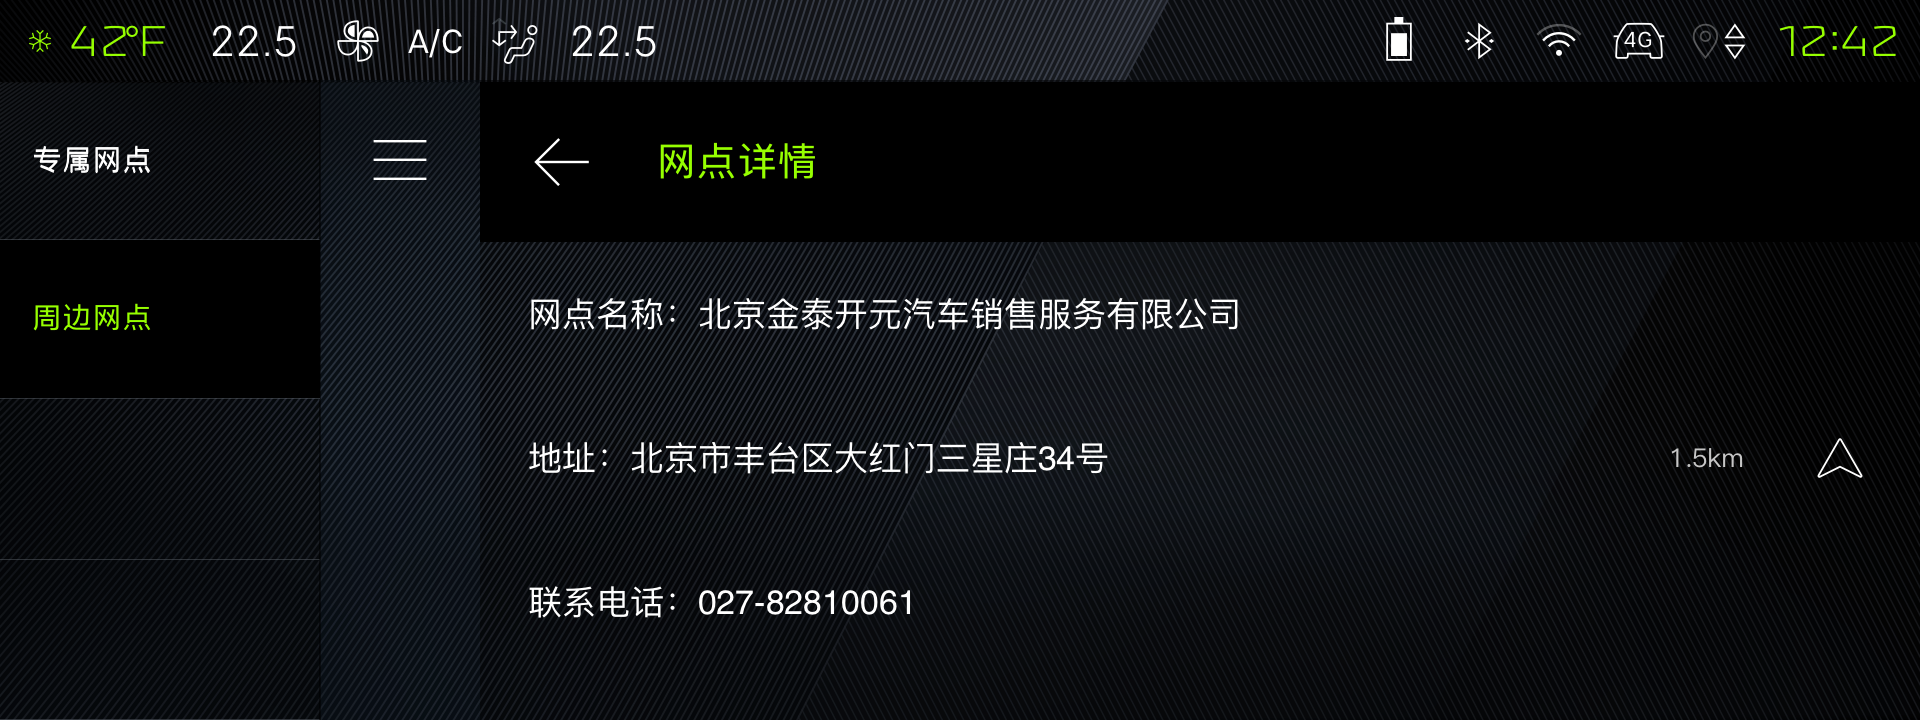 42°F 22.5 A/C 22.5 4G 12:42
专属网点
网点详情
周边网点
网点名称：北京金泰开元汽车销售服务有限公司
地址：北京市丰台区大红门三星庄34号 1.5km
联系电话：027-82810061